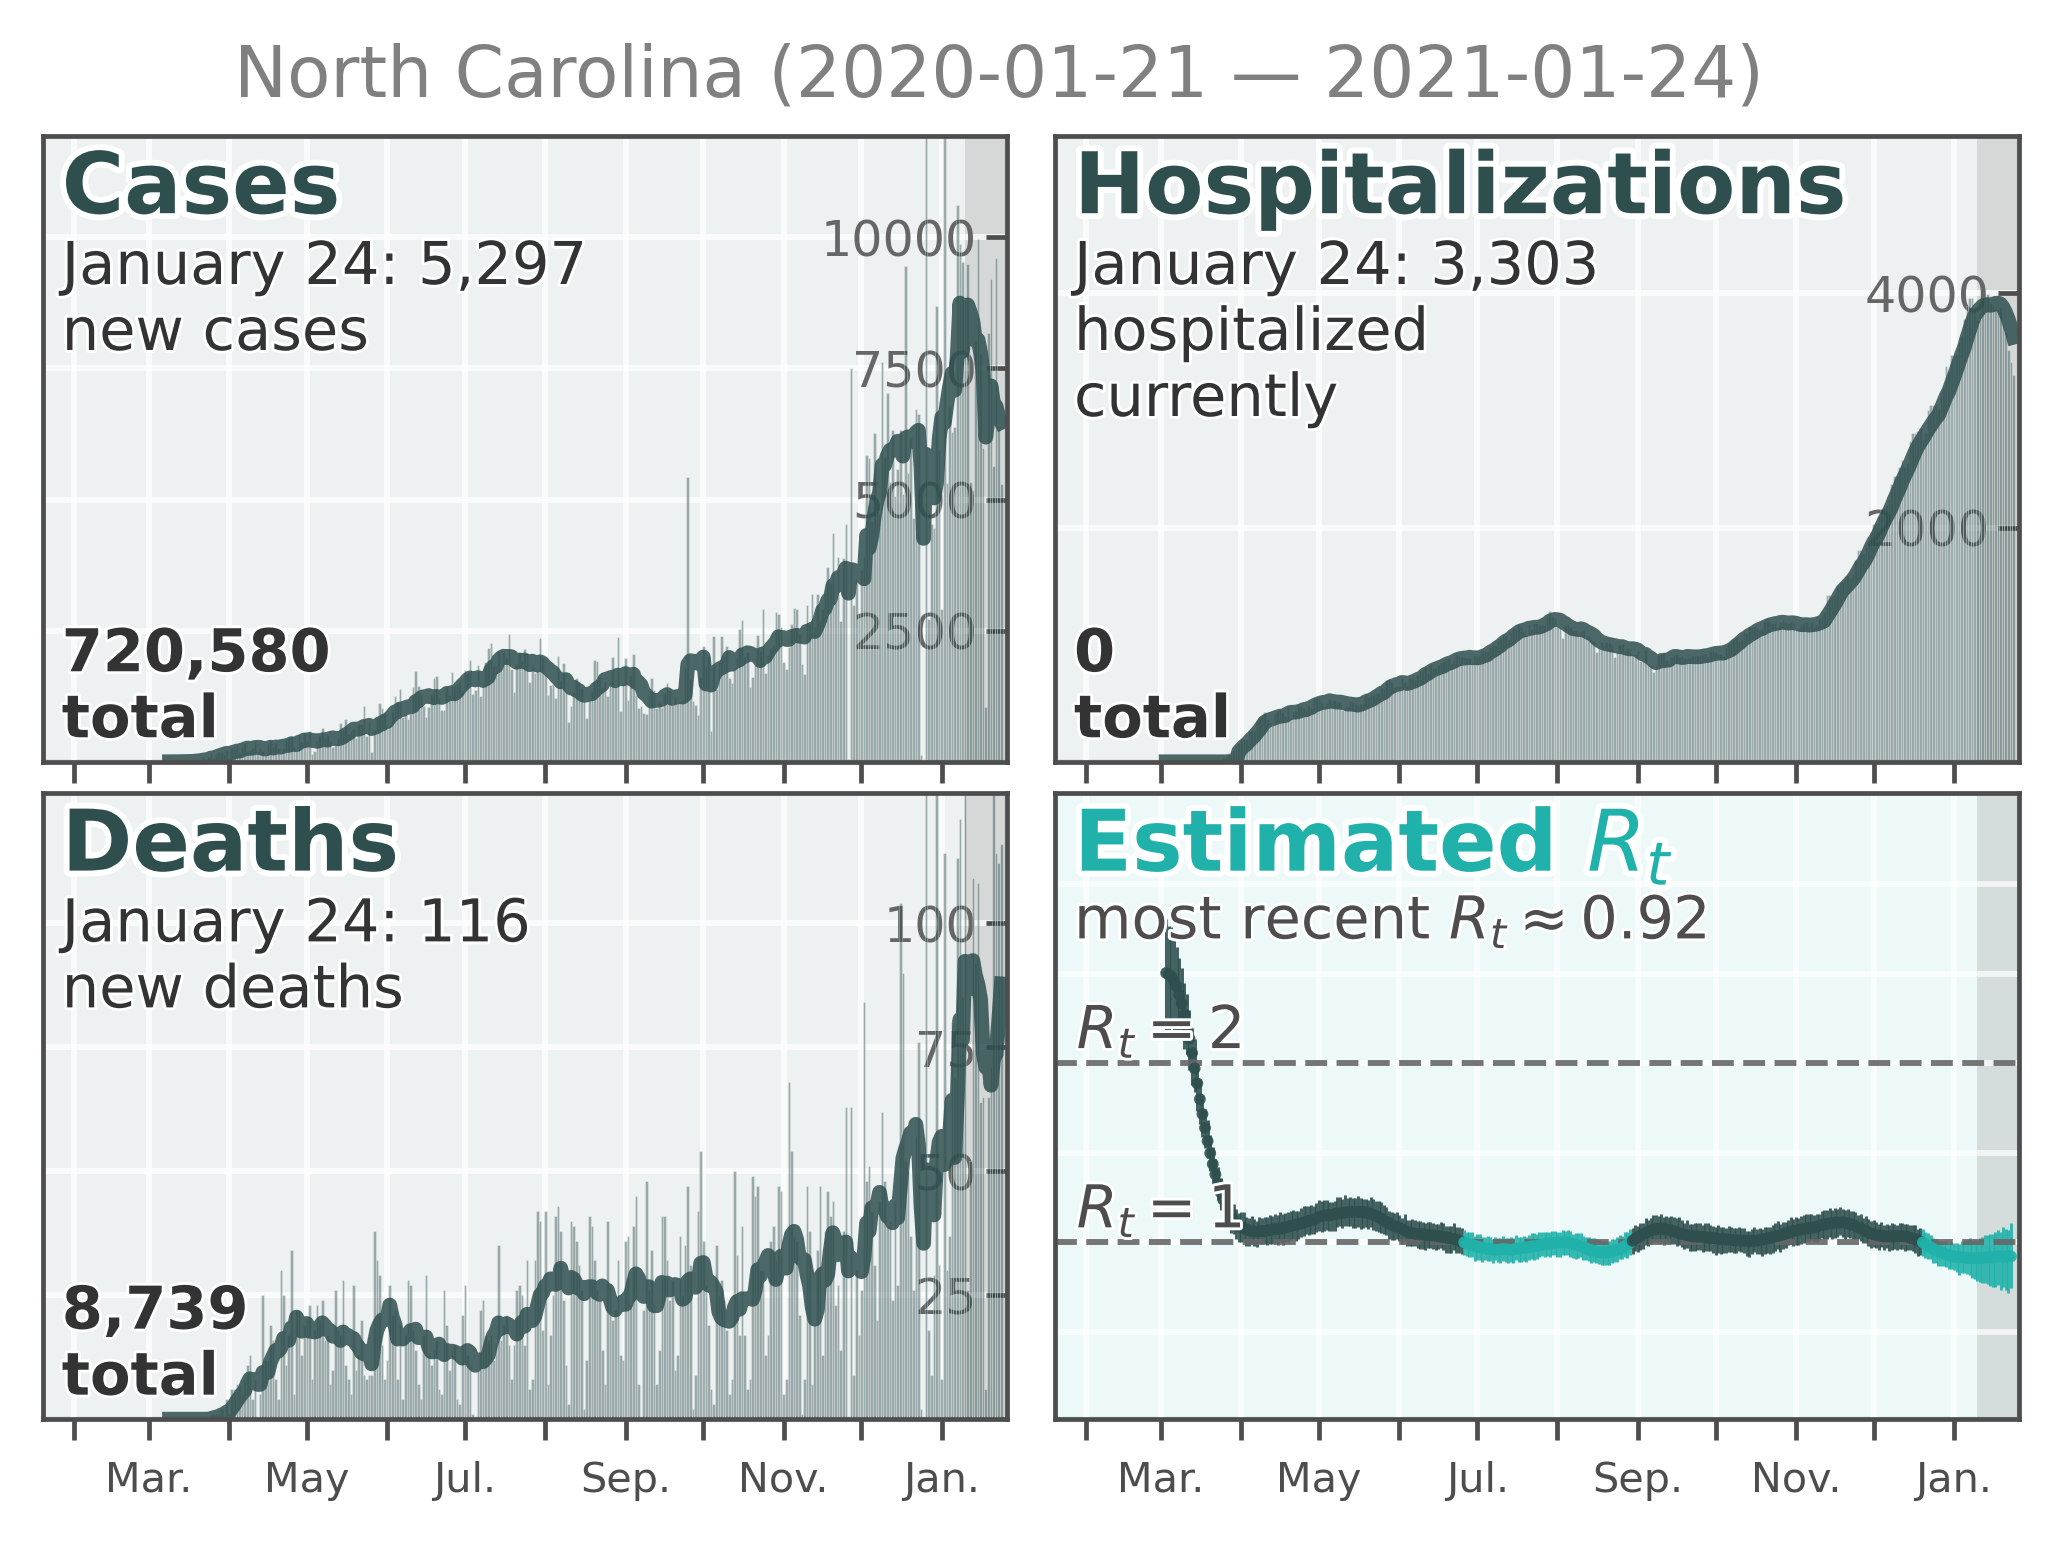 North Carolina (2020-01-21 — 2021-01-24)
Cases
January 24: 5,297
new cases
10000
7500
5000
2500
720,580
total
Hospitalizations
January 24: 3,303
hospitalized
currently
4000
2000
0
total
Deaths
January 24: 116
new deaths
100
75
50
25
8,739
total
Mar. May Jul. Sep. Nov. Jan.
Estimated Rₜ
most recent Rₜ ≈ 0.92
Rₜ = 2
Rₜ = 1
Mar. May Jul. Sep. Nov. Jan.